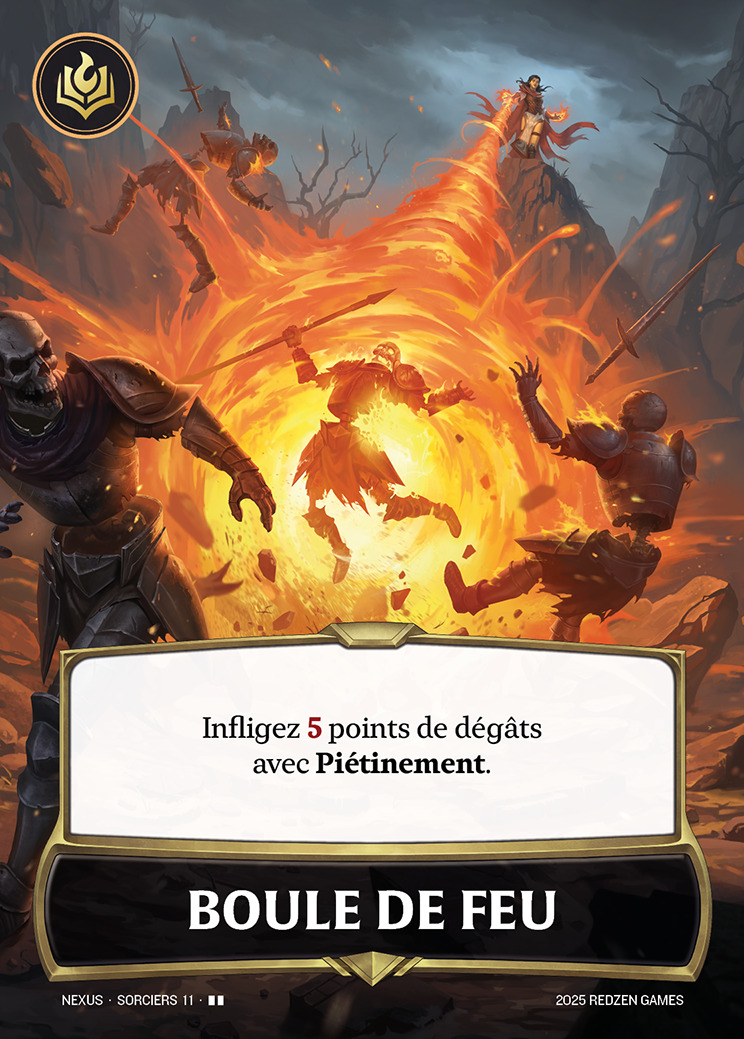 Infligez 5 points de dégâts
avec Piétinement.
BOULE DE FEU
NEXUS · SORCIERS 11 · ▮▮
2025 REDZEN GAMES